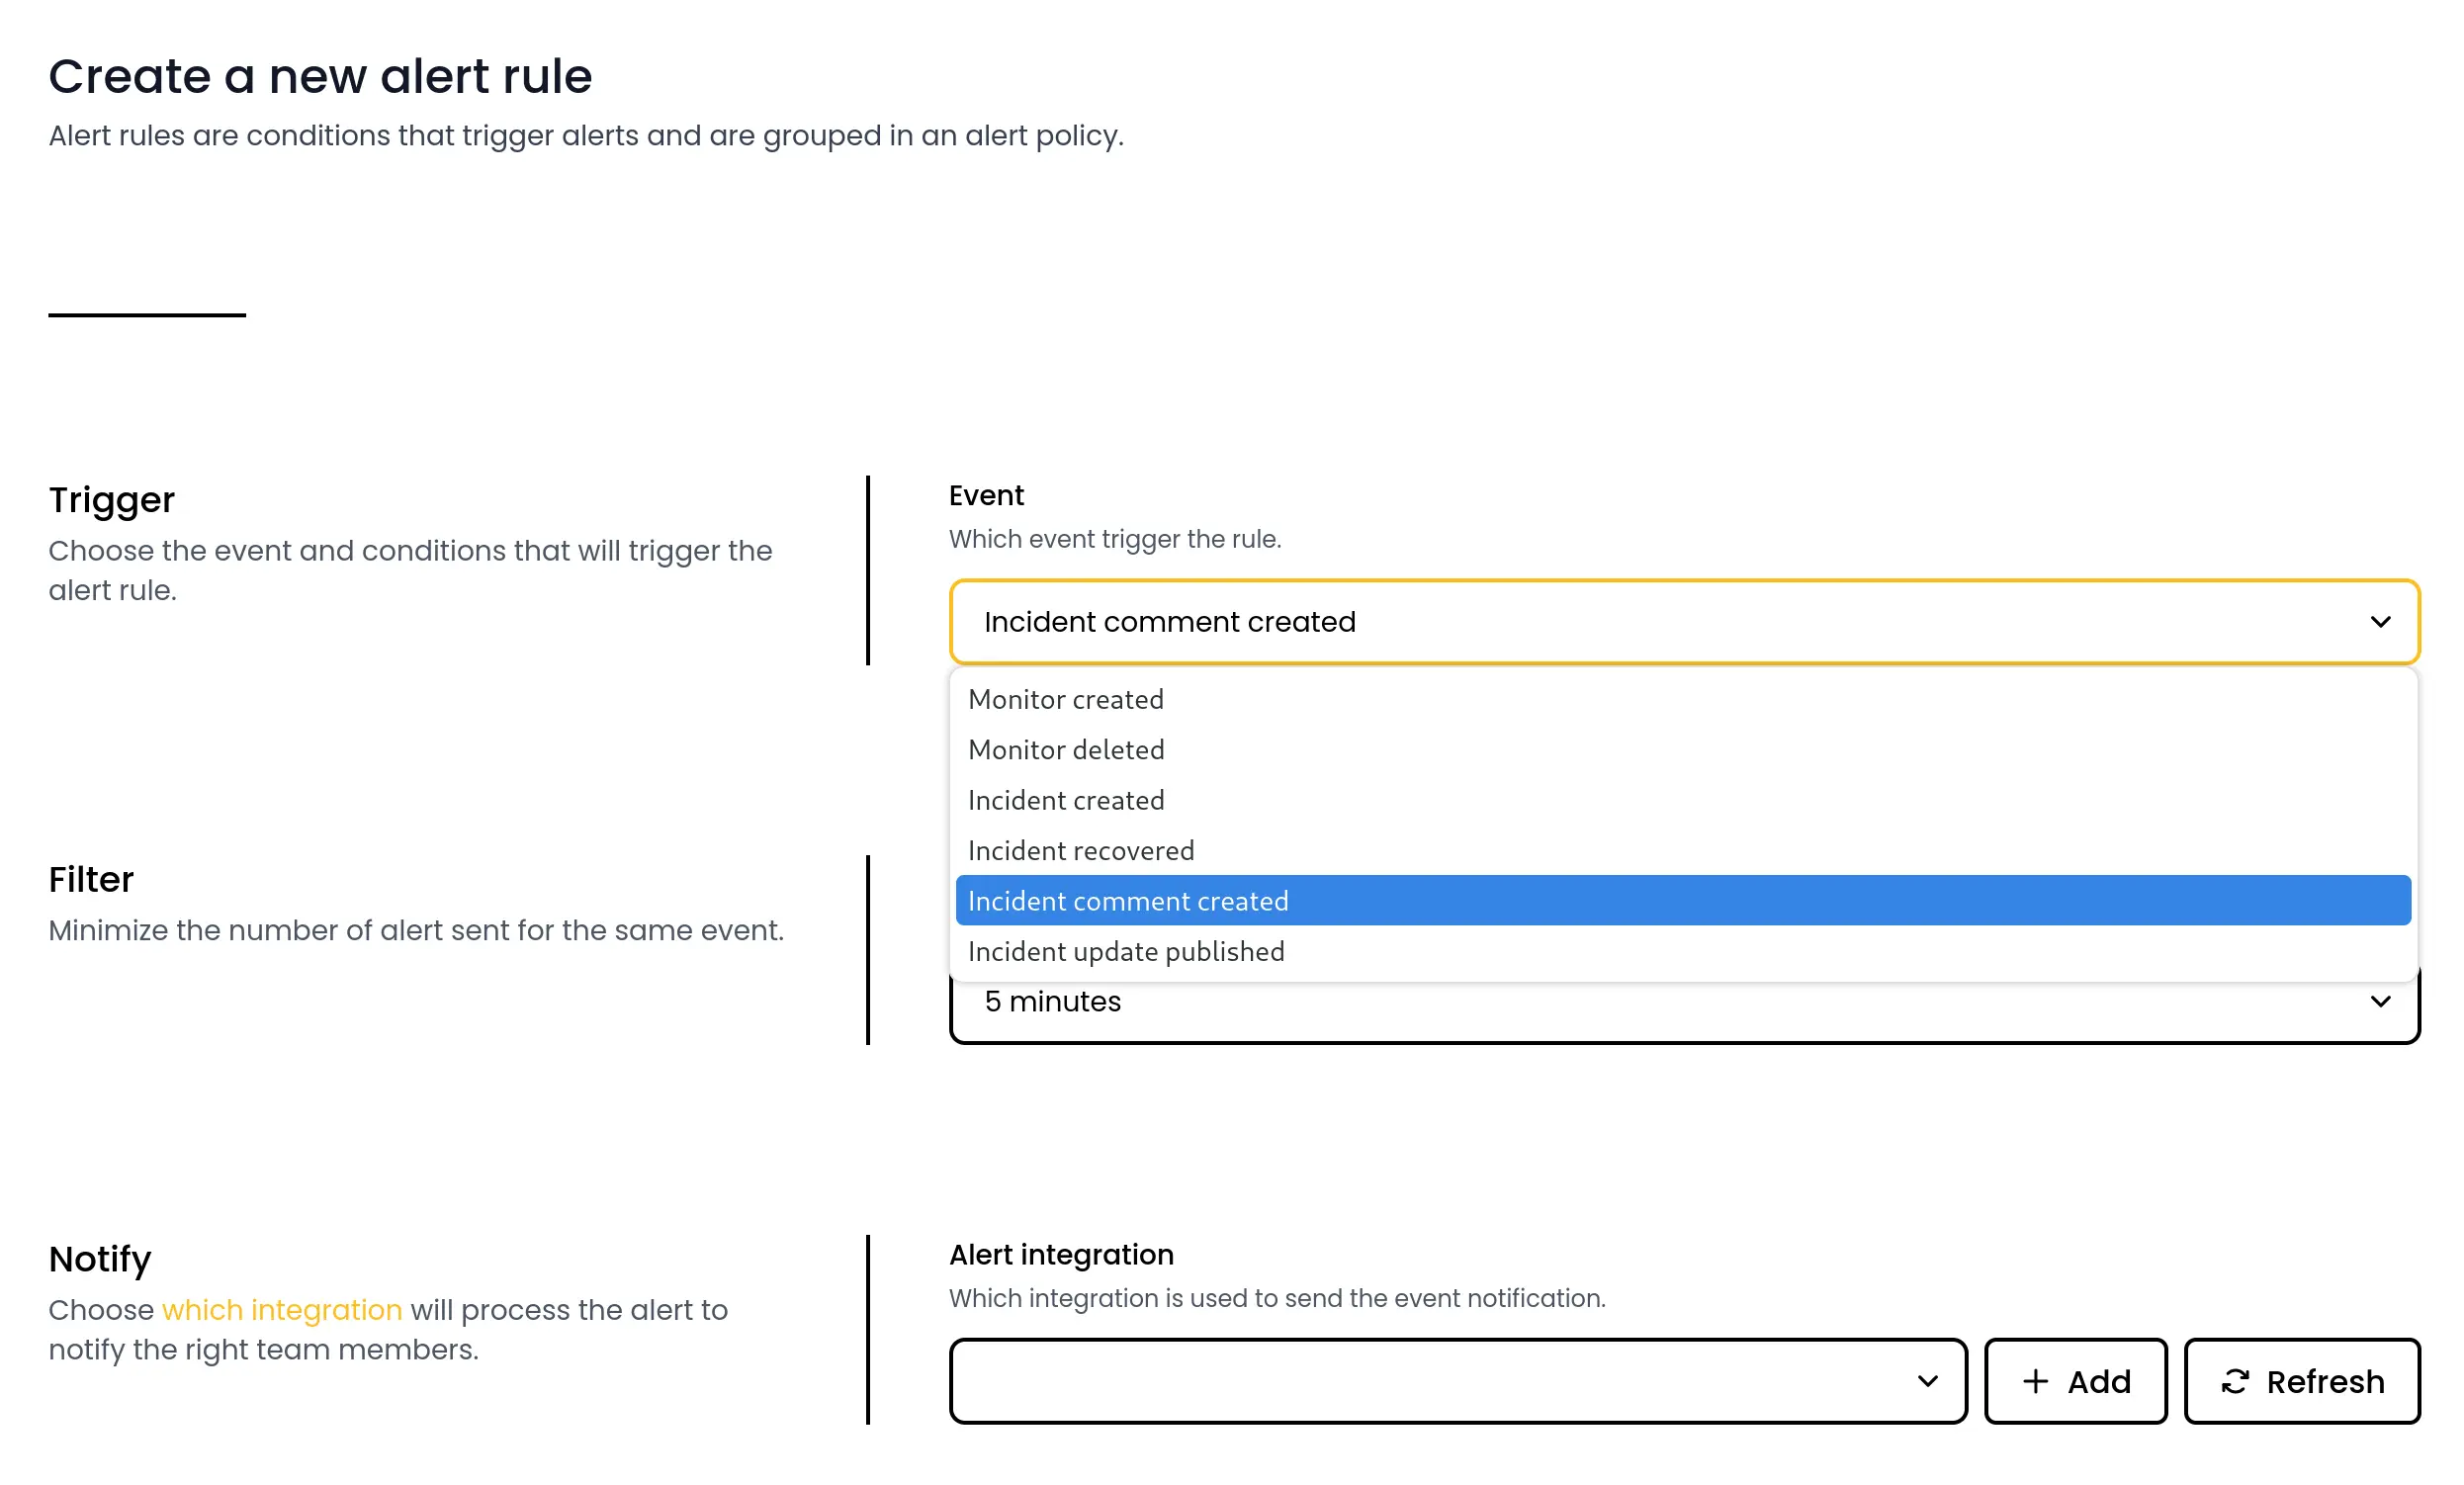 Create a new alert rule
Alert rules are conditions that trigger alerts and are grouped in an alert policy.
Trigger
Choose the event and conditions that will trigger the
alert rule.
Event
Which event trigger the rule.
Incident comment created
Monitor created
Monitor deleted
Incident created
Incident recovered
Incident comment created
Incident update published
Filter
Minimize the number of alert sent for the same event.
5 minutes
Notify
Choose which integration will process the alert to
notify the right team members.
Alert integration
Which integration is used to send the event notification.
Add
Refresh